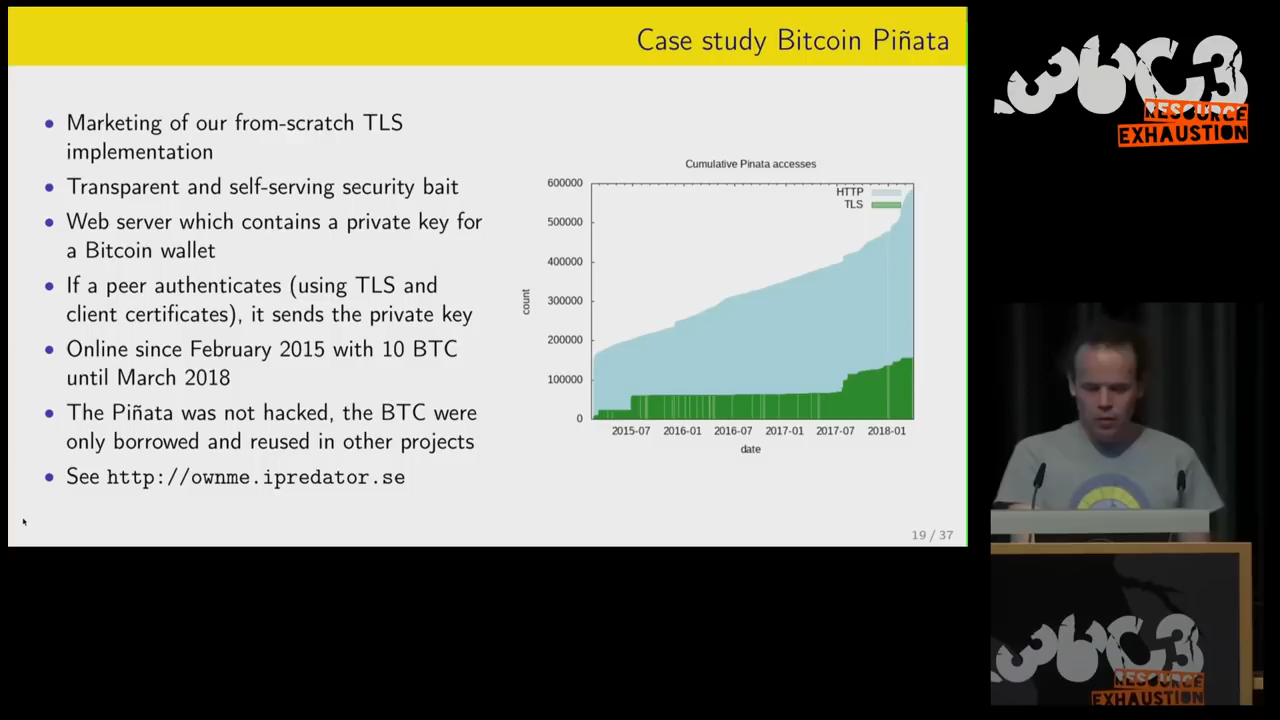 Case study Bitcoin Piñata
• Marketing of our from-scratch TLS
implementation
• Transparent and self-serving security bait
• Web server which contains a private key for
a Bitcoin wallet
• If a peer authenticates (using TLS and
client certificates), it sends the private key
• Online since February 2015 with 10 BTC
until March 2018
• The Piñata was not hacked, the BTC were
only borrowed and reused in other projects
• See http://ownme.ipredator.se
Cumulative Pinata accesses
HTTP
TLS
600000
500000
400000
300000
200000
100000
0
count
2015-07 2016-01 2016-07 2017-01 2017-07 2018-01
date
19 / 37
36C3
RESOURCE
EXHAUSTION
36C3
RESOURCE
EXHAUSTION